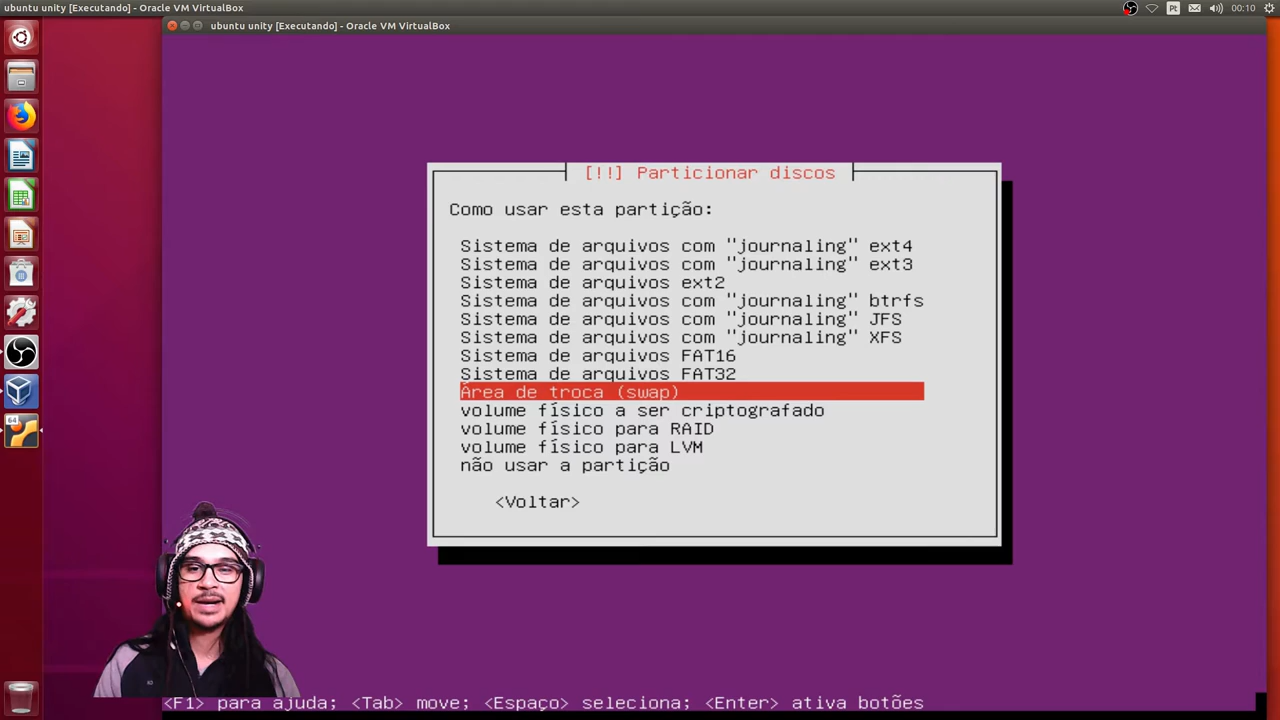 ubuntu unity [Executando] - Oracle VM VirtualBox
Pt
00:10
ubuntu unity [Executando] - Oracle VM VirtualBox
[!!] Particionar discos
Como usar esta partição:
Sistema de arquivos com "journaling" ext4
Sistema de arquivos com "journaling" ext3
Sistema de arquivos ext2
Sistema de arquivos com "journaling" btrfs
Sistema de arquivos com "journaling" JFS
Sistema de arquivos com "journaling" XFS
Sistema de arquivos FAT16
Sistema de arquivos FAT32
Área de troca (swap)
volume físico a ser criptografado
volume físico para RAID
volume físico para LVM
não usar a partição
<Voltar>
64
<F1> para ajuda; <Tab> move; <Espaço> seleciona; <Enter> ativa botões